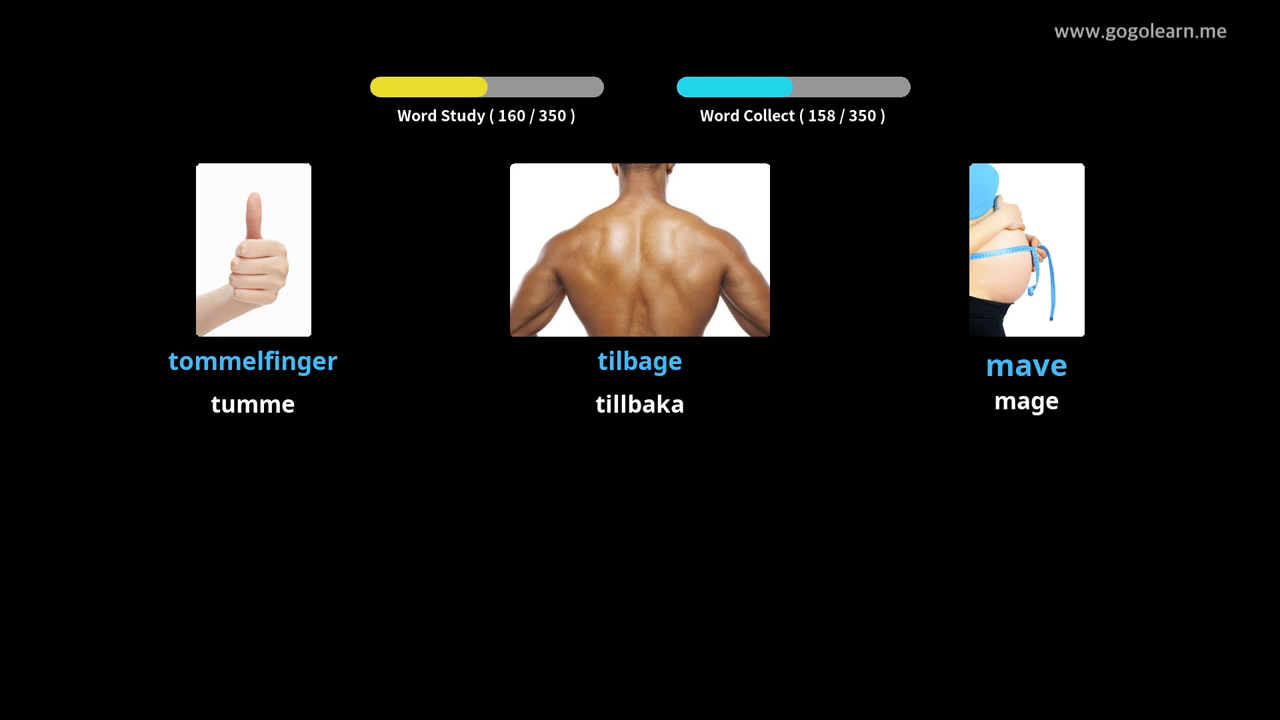 www.gogolearn.me
Word Study ( 160 / 350 )
Word Collect ( 158 / 350 )
tommelfinger
tilbage
mave
tumme
tillbaka
mage